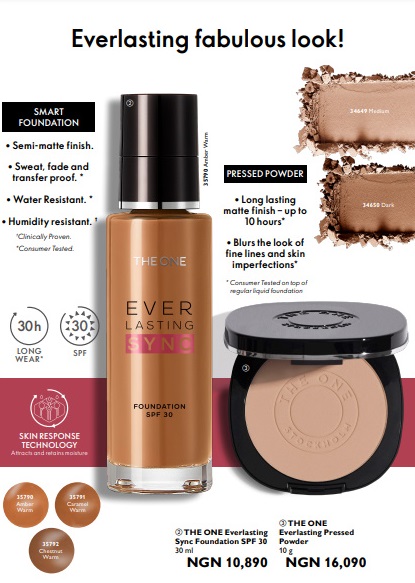 Everlasting fabulous look!
SMART
FOUNDATION
• Semi-matte finish.
• Sweat, fade and
transfer proof. *
• Water Resistant. *
• Humidity resistant. †
*Clinically Proven.
*Consumer Tested.
30h
LONG
WEAR*
30
SPF
SKIN RESPONSE
TECHNOLOGY
Attracts and retains moisture
35790
Amber
Warm
35791
Caramel
Warm
35792
Chestnut
Warm
②
35790 Amber Warm
THE ONE
EVER
LASTING
SYNC
FOUNDATION
SPF 30
34649 Medium
34650 Dark
PRESSED POWDER
• Long lasting
matte finish – up to
10 hours*
• Blurs the look of
fine lines and skin
imperfections*
* Consumer Tested on top of
regular liquid foundation
③
THE ONE
STOCKHOLM
② THE ONE Everlasting
Sync Foundation SPF 30
30 ml
NGN 10,890
③ THE ONE
Everlasting Pressed
Powder
10 g
NGN 16,090